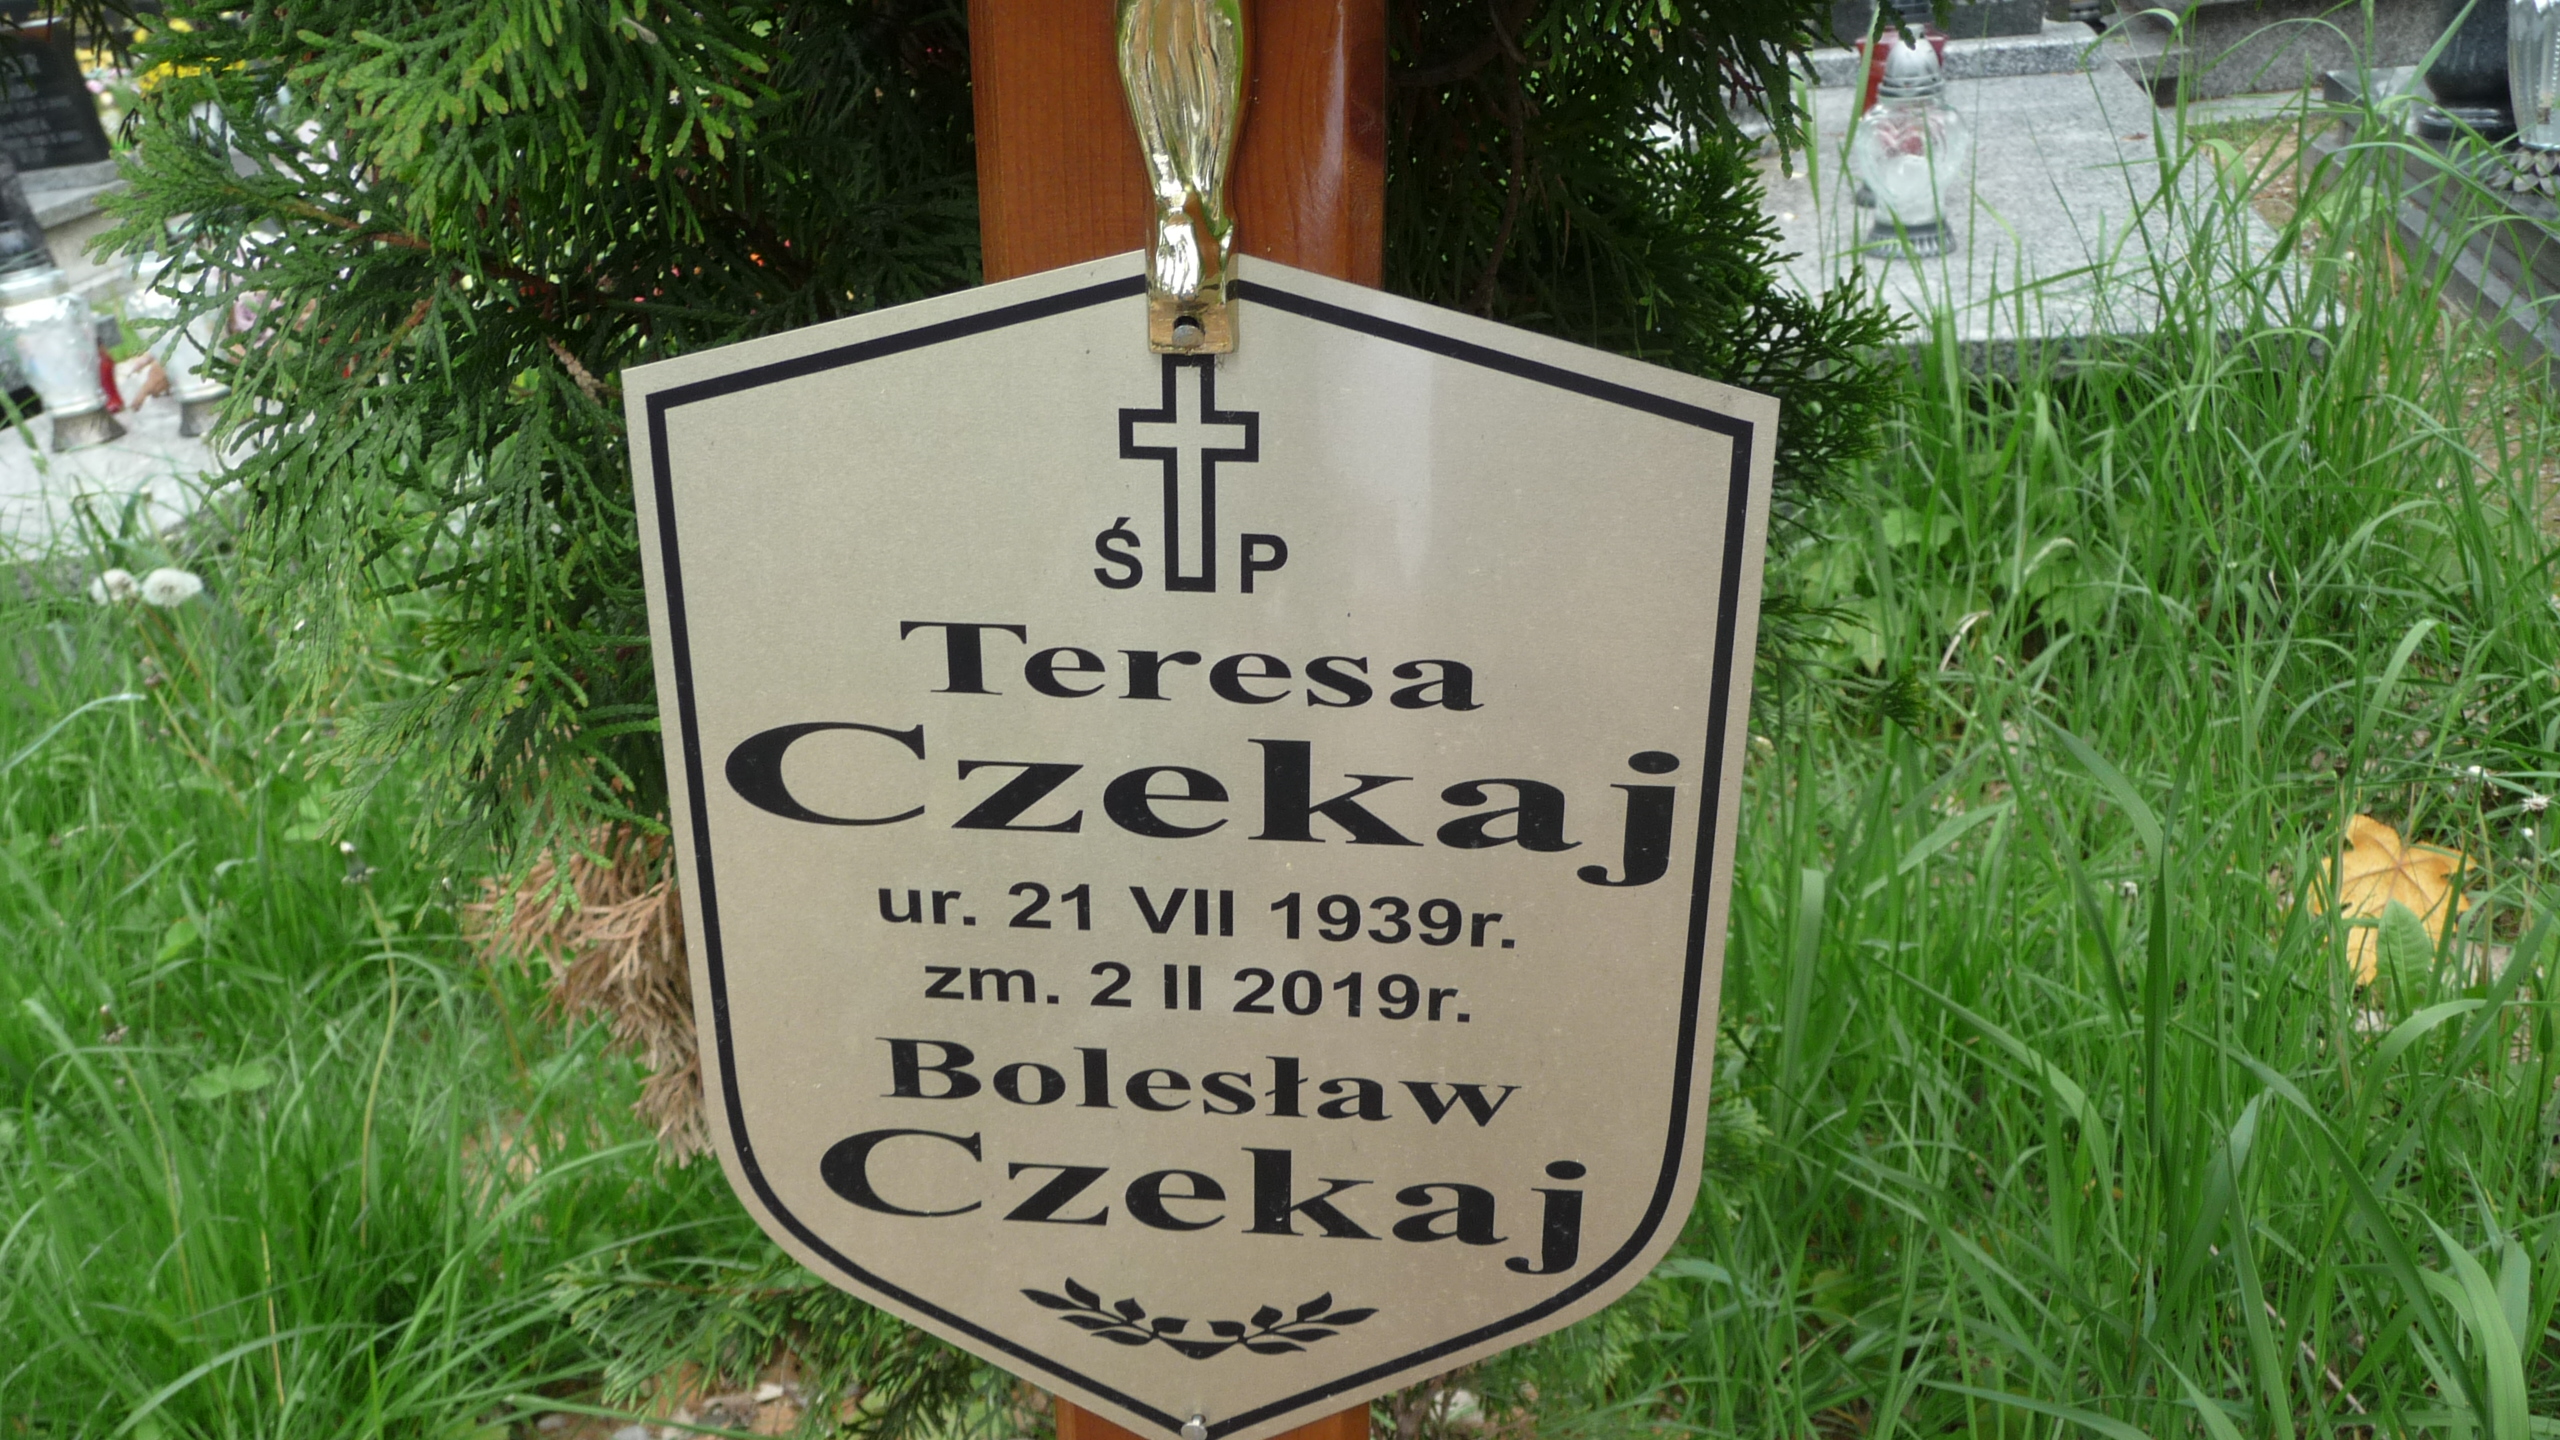 Ś P
Teresa
Czekaj
ur. 21 VII 1939r.
zm. 2 II 2019r.
Bolesław
Czekaj